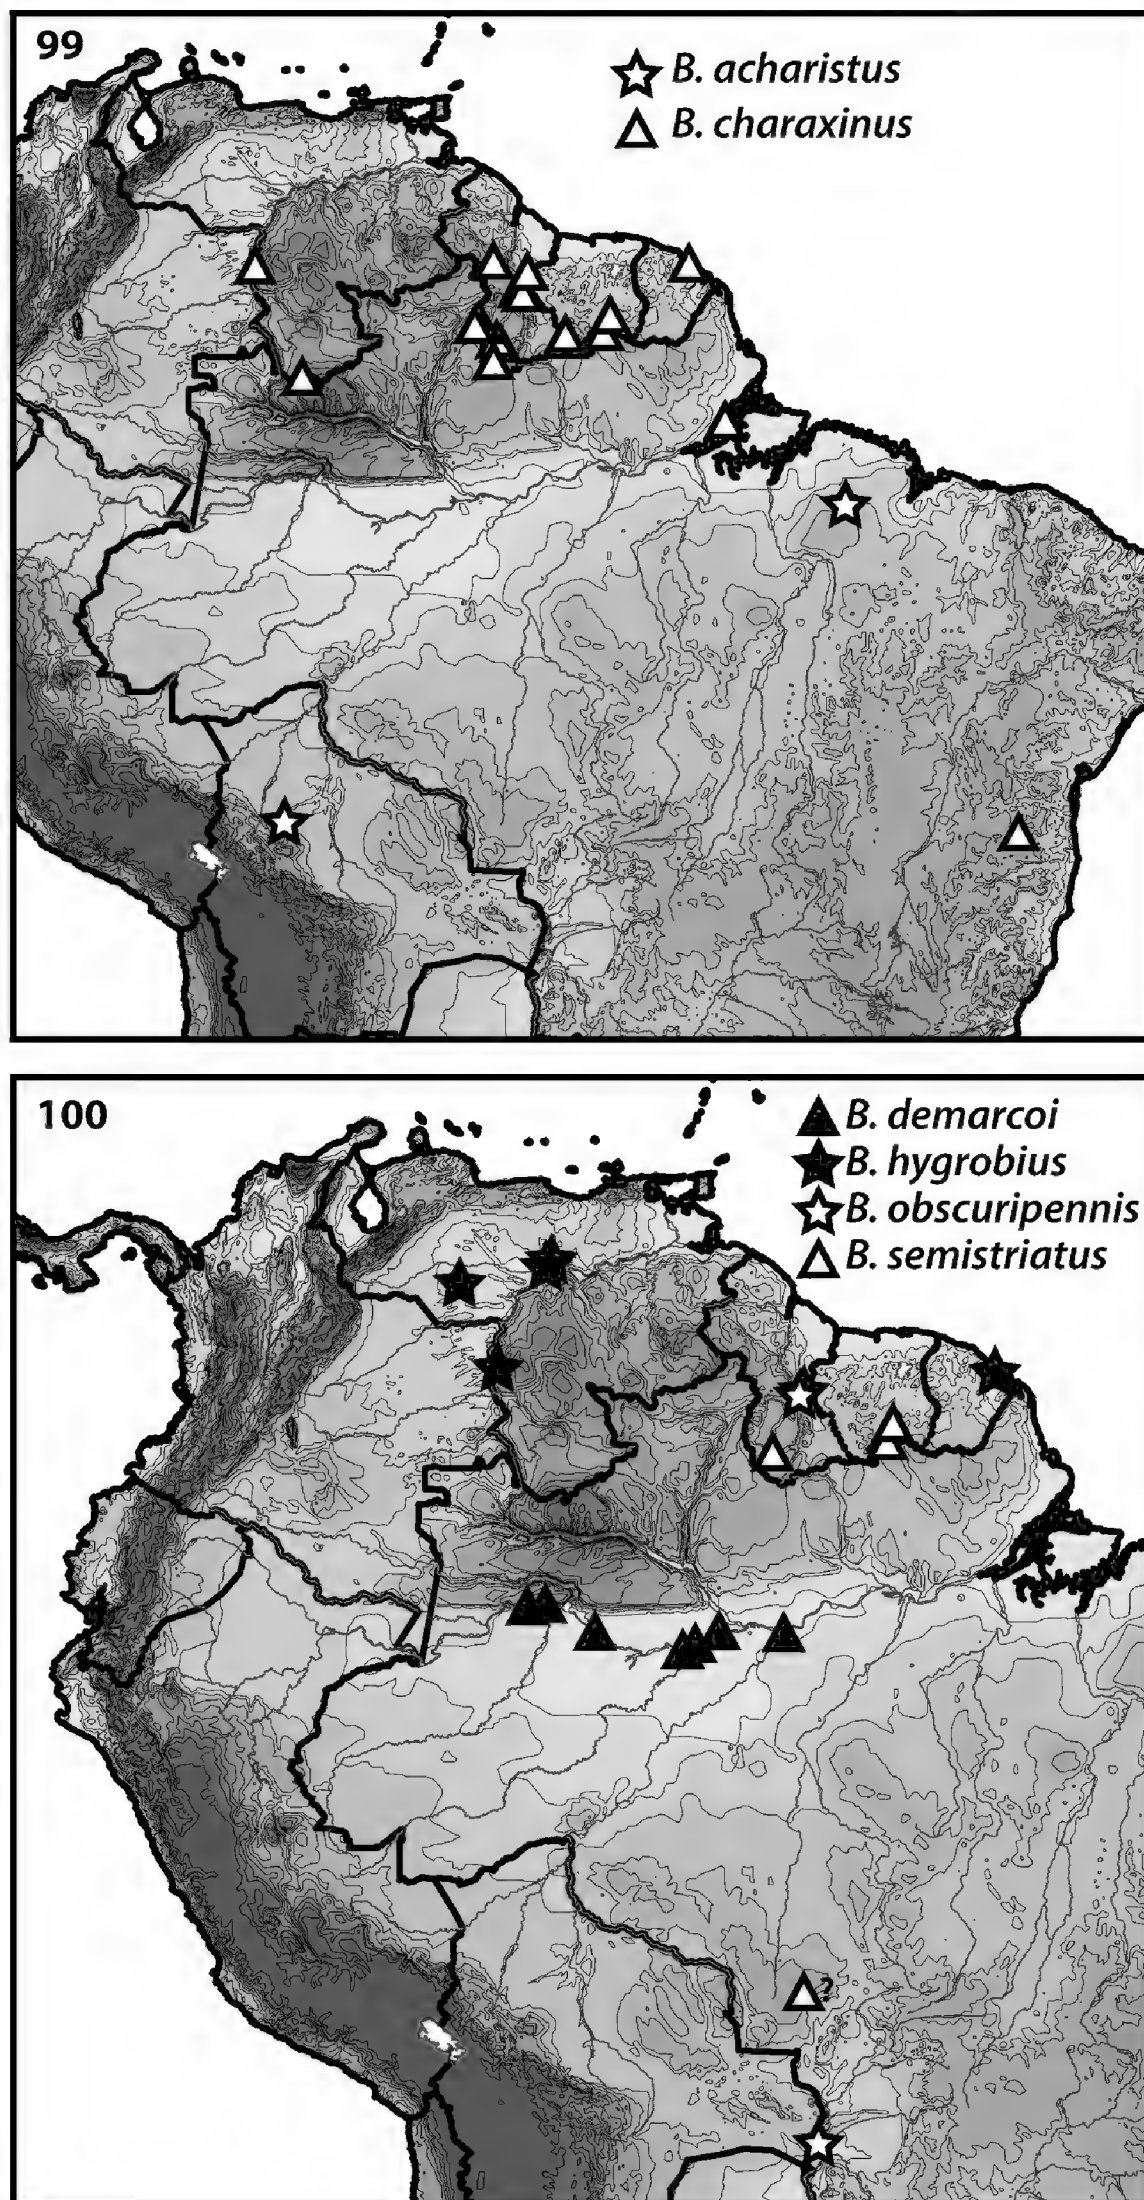 99
B. acharistus
B. charaxinus
100
B. demarcoi
B. hygrobius
B. obscuripennis
B. semistriatus
?